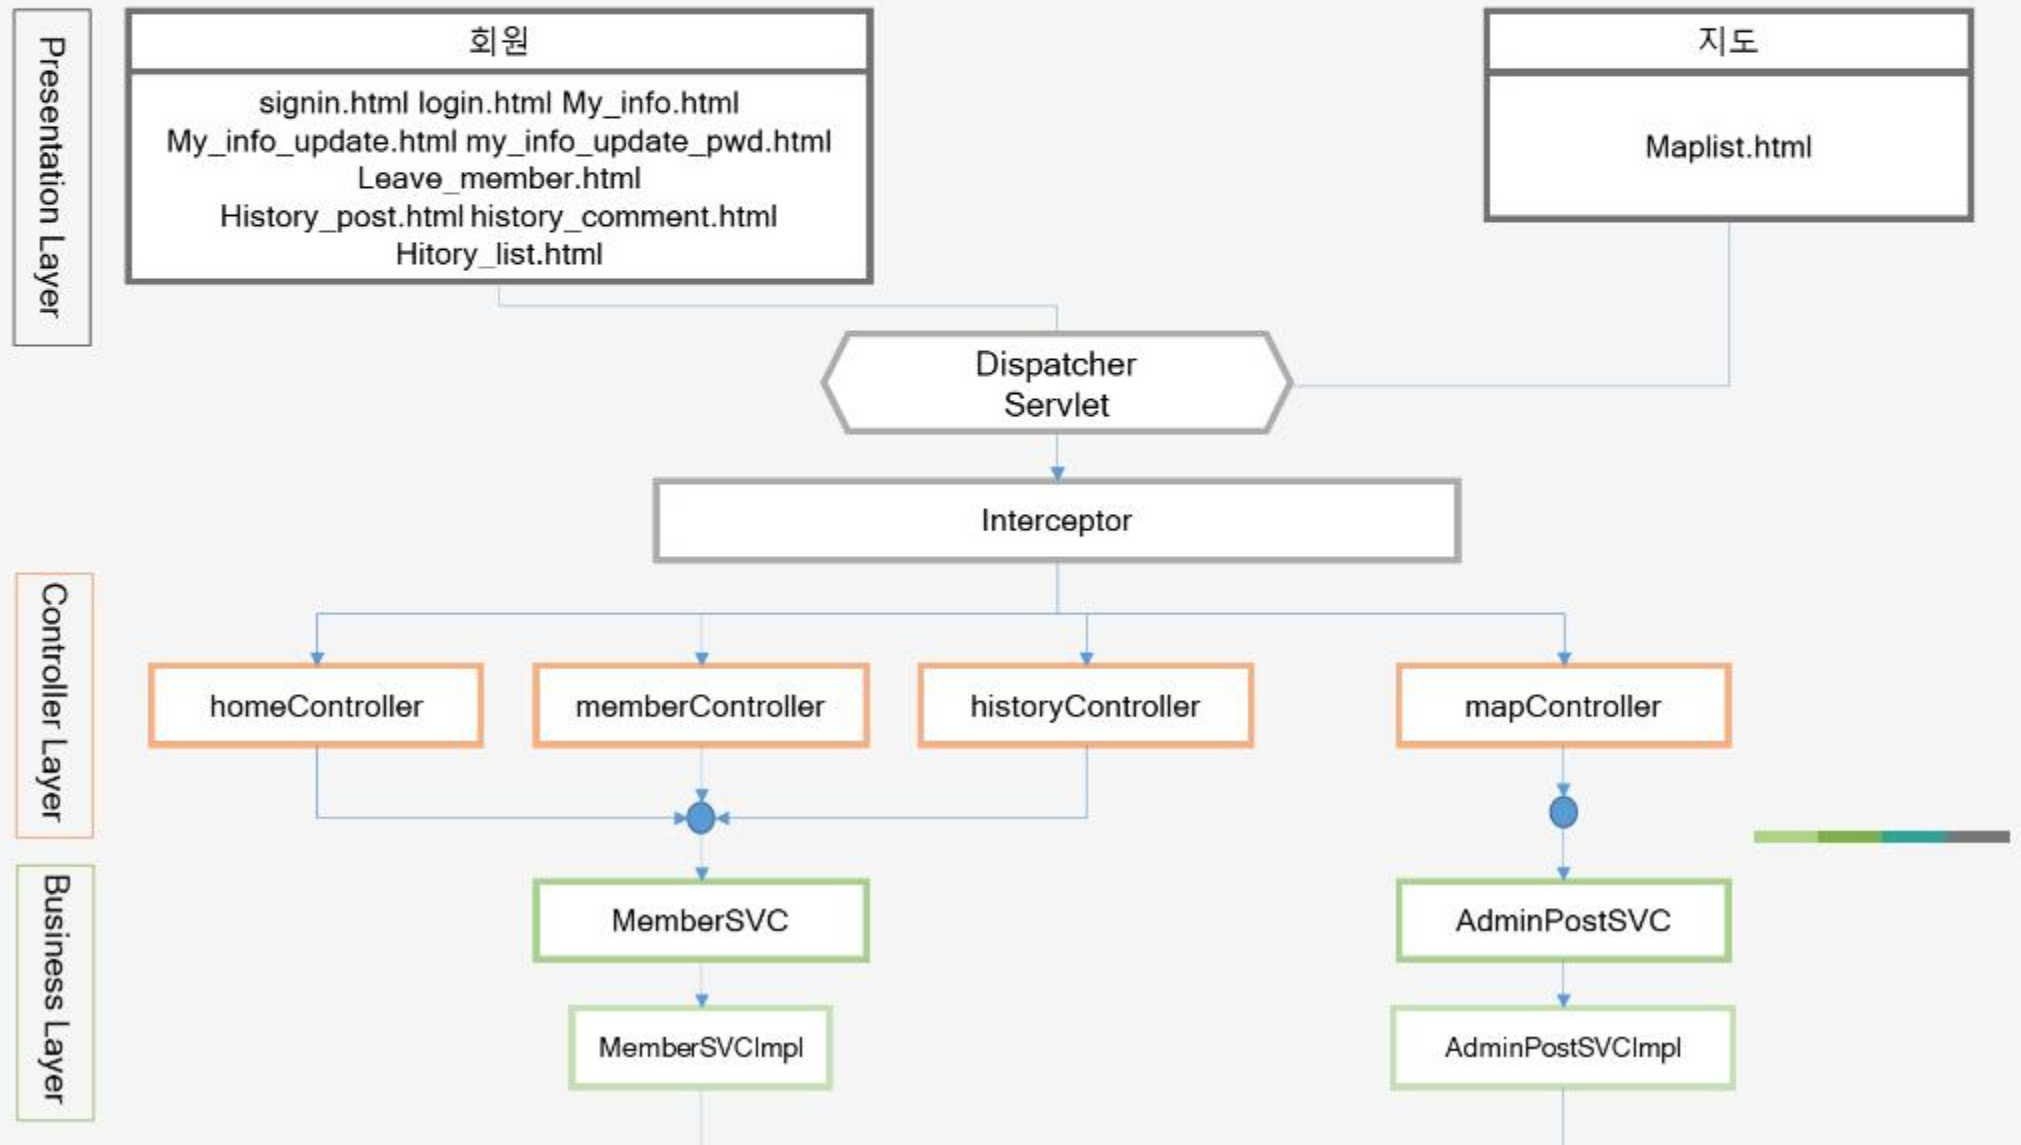 Presentation Layer
회원
signin.html login.html My_info.html
My_info_update.html my_info_update_pwd.html
Leave_member.html
History_post.html history_comment.html
Hitory_list.html
지도
Maplist.html
Dispatcher
Servlet
Interceptor
Controller Layer
homeController
memberController
historyController
mapController
Business Layer
MemberSVC
AdminPostSVC
MemberSVCImpl
AdminPostSVCImpl